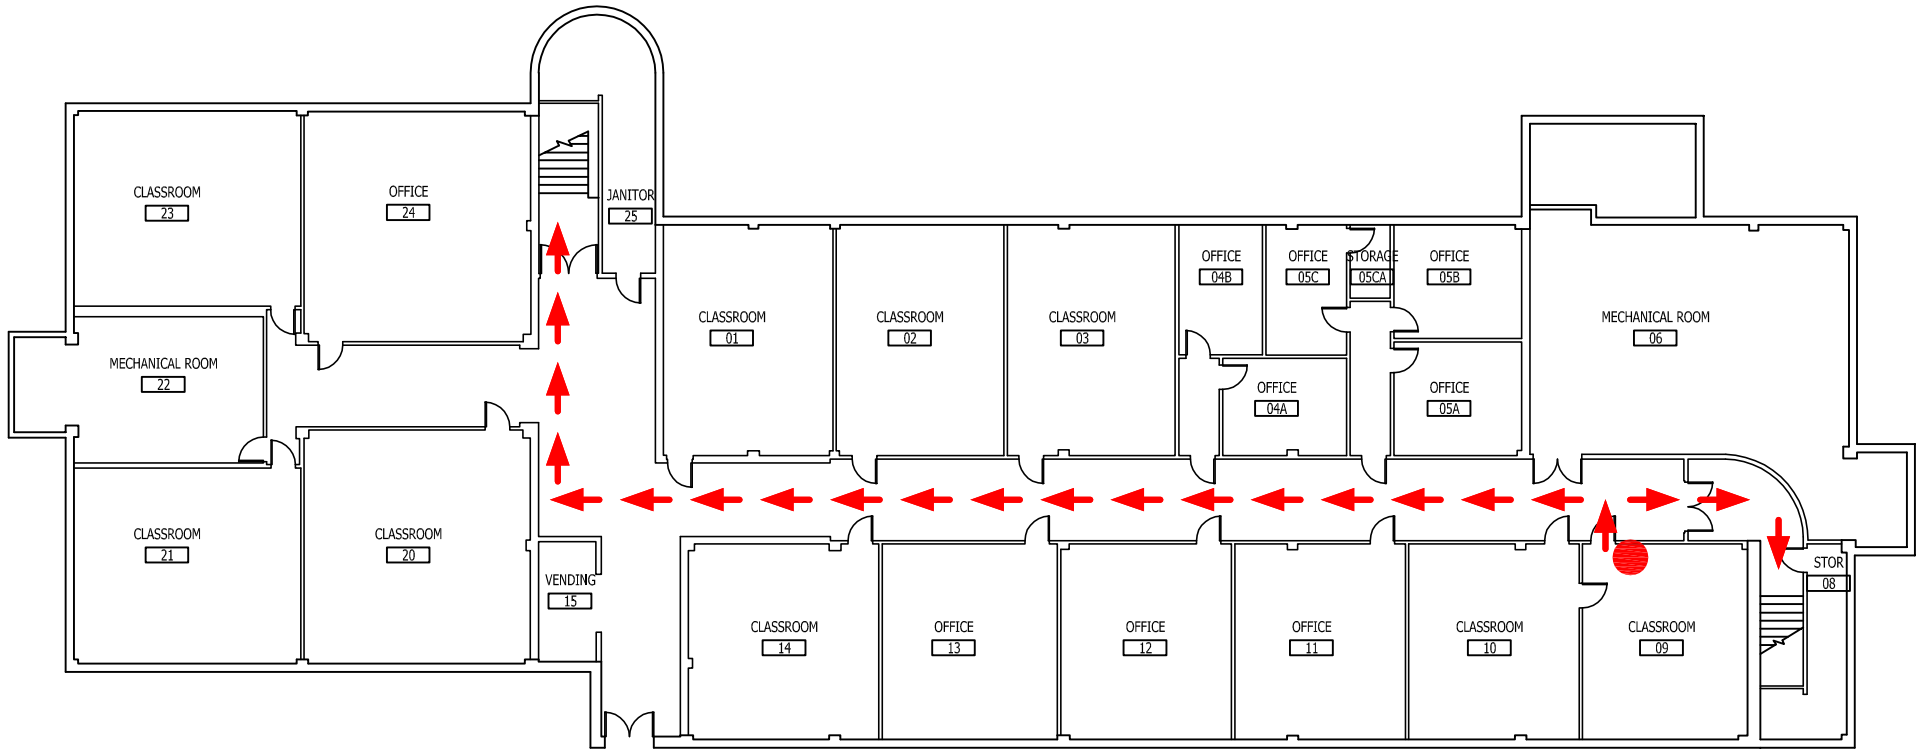 CLASSROOM
23
OFFICE
24
JANITOR
25
MECHANICAL ROOM
22
CLASSROOM
21
CLASSROOM
20
VENDING
15
CLASSROOM
01
CLASSROOM
02
CLASSROOM
03
OFFICE
04B
OFFICE
05C
STORAGE
05CA
OFFICE
05B
OFFICE
04A
OFFICE
05A
MECHANICAL ROOM
06
STOR
08
CLASSROOM
14
OFFICE
13
OFFICE
12
OFFICE
11
CLASSROOM
10
CLASSROOM
09